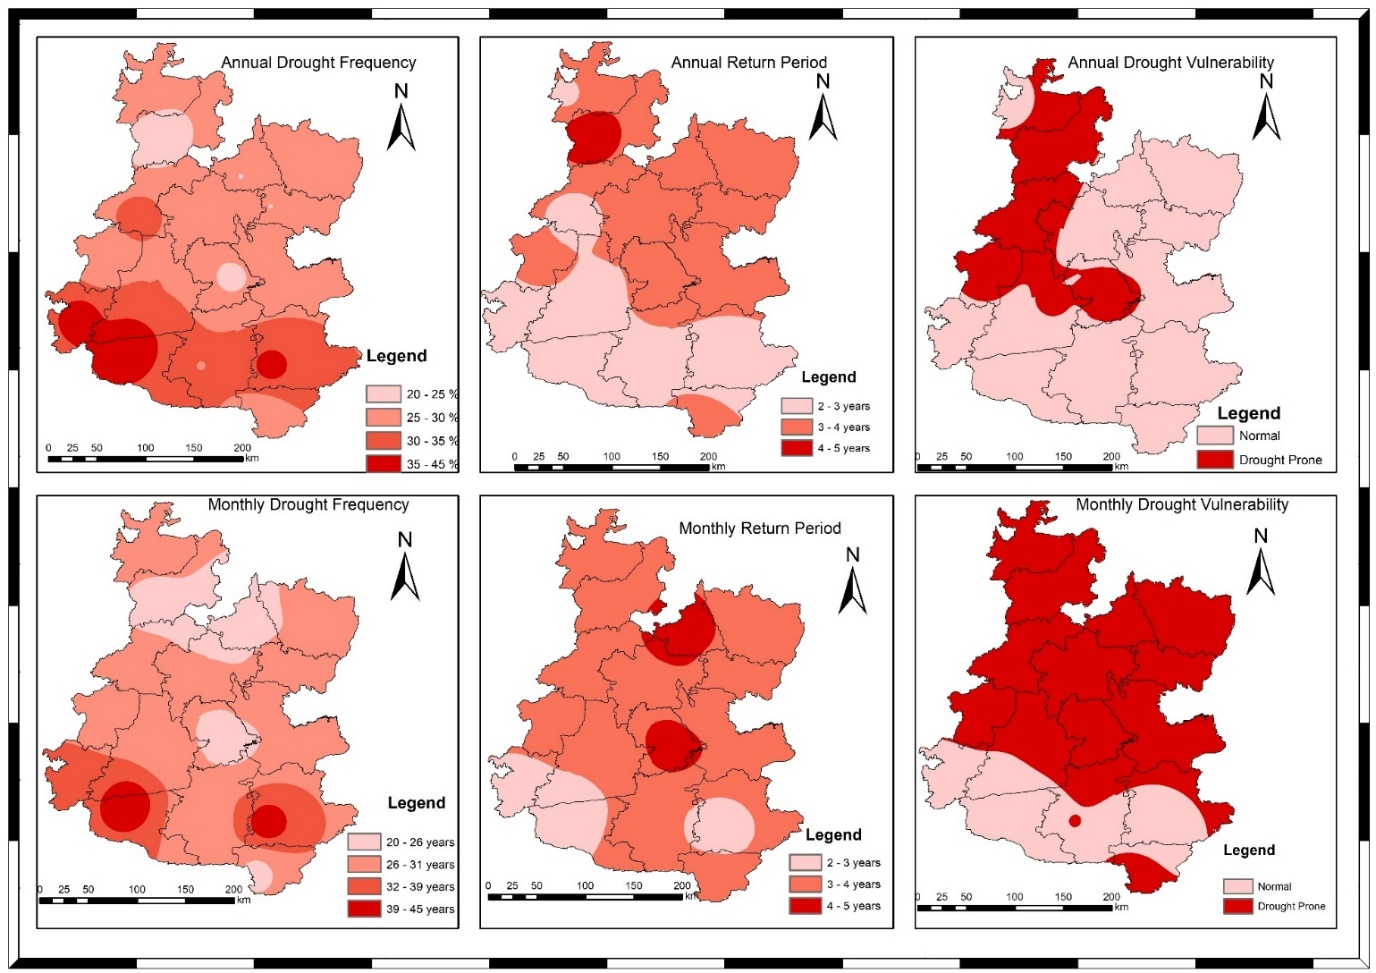 Annual Drought Frequency
N
Legend
20 - 25 %
25 - 30 %
30 - 35 %
35 - 45 %
0 25 50 100 150 200
km
Annual Return Period
N
Legend
2 - 3 years
3 - 4 years
4 - 5 years
0 25 50 100 150 200
km
Annual Drought Vulnerability
N
Legend
Normal
Drought Prone
0 25 50 100 150 200
km
Monthly Drought Frequency
N
Legend
20 - 26 years
26 - 31 years
32 - 39 years
39 - 45 years
0 25 50 100 150 200
km
Monthly Return Period
N
Legend
2 - 3 years
3 - 4 years
4 - 5 years
0 25 50 100 150 200
km
Monthly Drought Vulnerability
N
Legend
Normal
Drought Prone
0 25 50 100 150 200
km